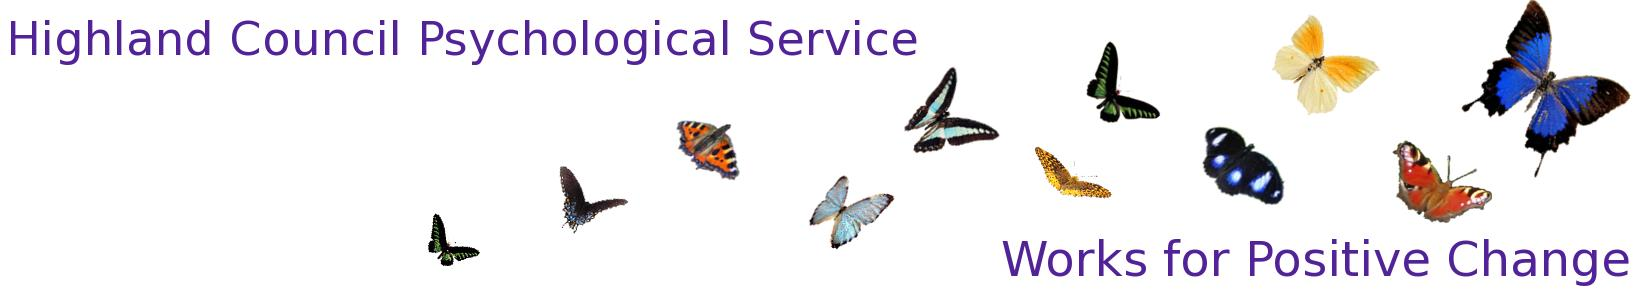 Highland Council Psychological Service
Works for Positive Change